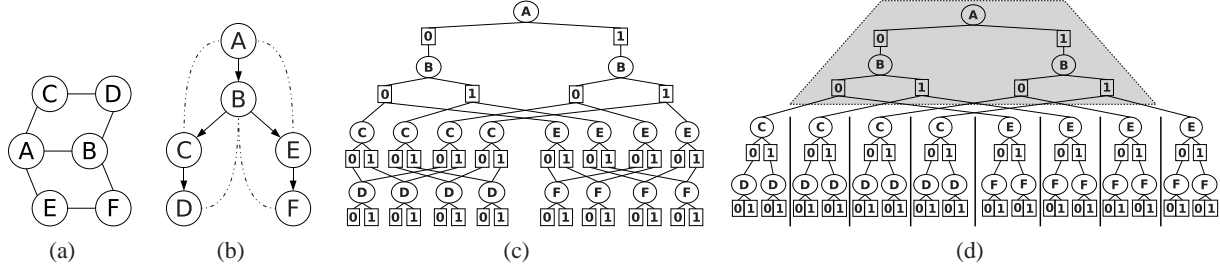 A
0 1 0 1
A B B
0 1 0 1 0 1 0 1
C D
B
C C C C E E E E C C C C E E E E
A B C E
0 1 0 1 0 1 0 1 0 1 0 1 0 1 0 1 0 1 0 1 0 1 0 1 0 1 0 1 0 1 0 1
D D D D F F F F D D D D D D D D F F F F F F F F
E F D F
0 1 0 1 0 1 0 1 0 1 0 1 0 1 0 1 0 1 0 1 0 1 0 1 0 1 0 1 0 1 0 1 0 1 0 1 0 1 0 1 0 1 0 1 0 1 0 1
(a) (b) (c) (d)